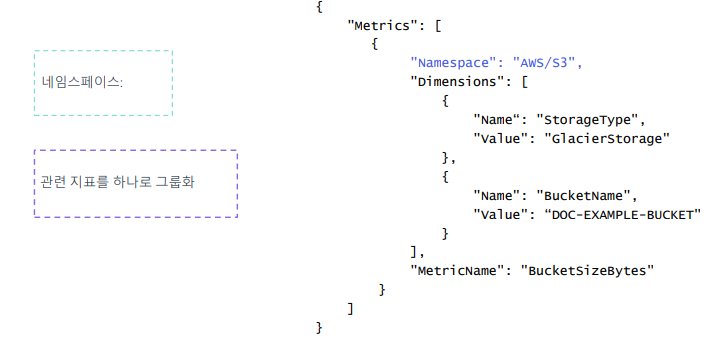 네임스페이스:
관련 지표를 하나로 그룹화
{
"Metrics": [
{
"Namespace": "AWS/S3",
"Dimensions": [
{
"Name“: "StorageType",
"Value": "GlacierStorage"
},
{
"Name": "BucketName",
"Value": “DOC-EXAMPLE-BUCKET"
}
],
"MetricName": "BucketSizeBytes"
}
]
}